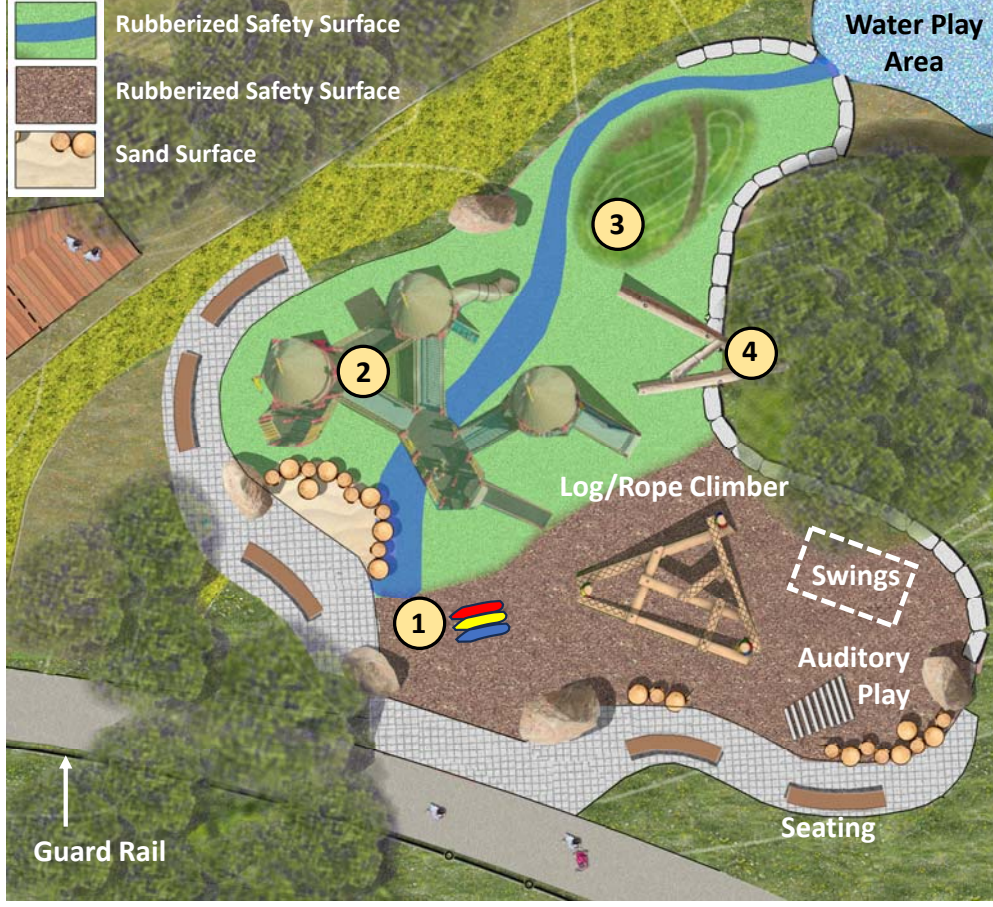 Rubberized Safety Surface
Rubberized Safety Surface
Sand Surface
Water Play
Area
3
4
2
Log/Rope Climber
Swings
1
Auditory
Play
Seating
Guard Rail